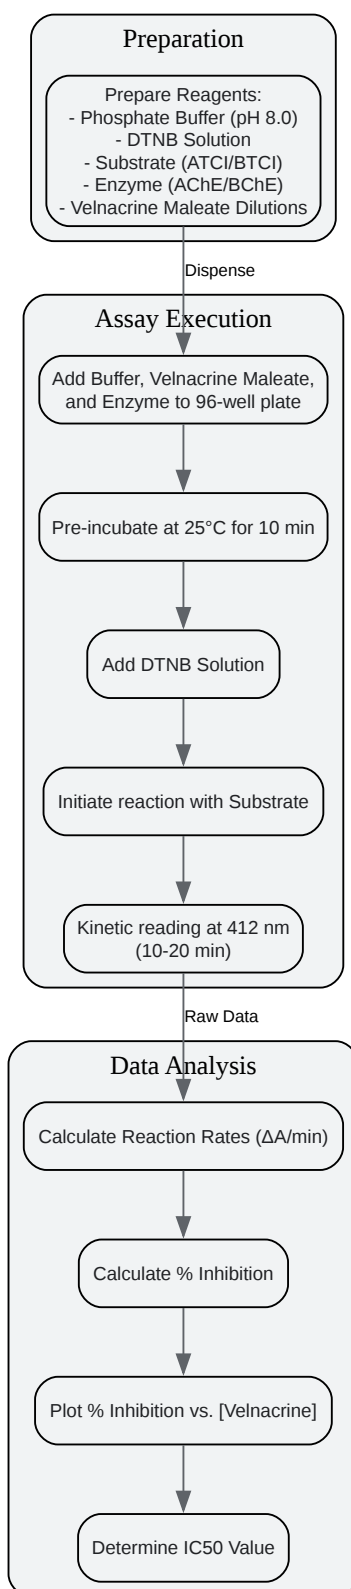 Preparation
Prepare Reagents:
- Phosphate Buffer (pH 8.0)
- DTNB Solution
- Substrate (ATCI/BTCI)
- Enzyme (AChE/BChE)
- Velnacrine Maleate Dilutions
Dispense
Assay Execution
Add Buffer, Velnacrine Maleate,
and Enzyme to 96-well plate
Pre-incubate at 25°C for 10 min
Add DTNB Solution
Initiate reaction with Substrate
Kinetic reading at 412 nm
(10-20 min)
Raw Data
Data Analysis
Calculate Reaction Rates (ΔA/min)
Calculate % Inhibition
Plot % Inhibition vs. [Velnacrine]
Determine IC50 Value